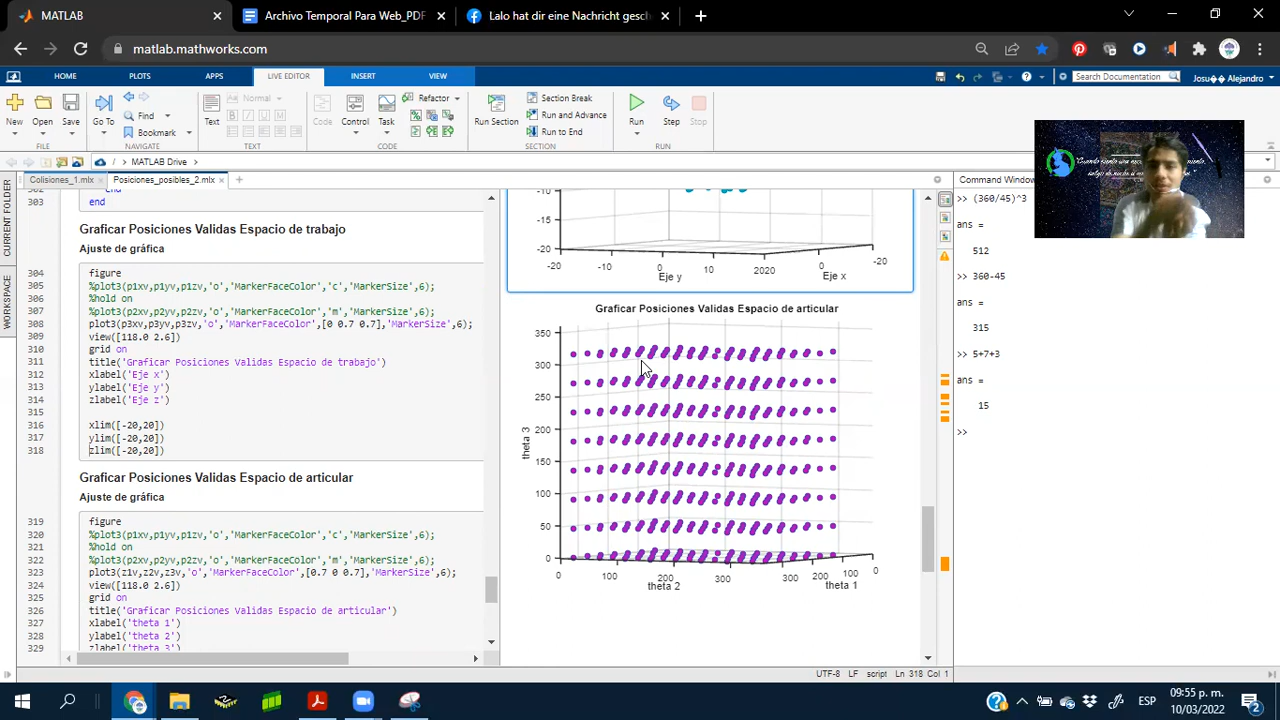 MATLAB
Archivo Temporal Para Web_PDF
Lalo hat dir eine Nachricht gesch
matlab.mathworks.com
HOME
PLOTS
APPS
LIVE EDITOR
INSERT
VIEW
Search Documentation
Alejandro
New
Open
Save
Go To
Find
Bookmark
Text
Normal
Code
Control
Task
Refactor
Run Section
Section Break
Run and Advance
Run to End
Run
Step
Stop
FILE
NAVIGATE
TEXT
CODE
SECTION
RUN
/ MATLAB Drive
CURRENT FOLDER
WORKSPACE
Colisiones_1.mlx
Posiciones_posibles_2.mlx
303 end
Graficar Posiciones Validas Espacio de trabajo
Ajuste de gráfica
304 figure
305 %plot3(p1xv,p1yv,p1zv,'o','MarkerFaceColor','c','MarkerSize',6);
306 %hold on
307 %plot3(p2xv,p2yv,p2zv,'o','MarkerFaceColor','m','MarkerSize',6);
308 plot3(p3xv,p3yv,p3zv,'o','MarkerFaceColor',[0 0.7 0.7],'MarkerSize',6);
309 view([118.0 2.6])
310 grid on
311 title('Graficar Posiciones Validas Espacio de trabajo')
312 xlabel('Eje x')
313 ylabel('Eje y')
314 zlabel('Eje z')
315
316 xlim([-20,20])
317 ylim([-20,20])
318 zlim([-20,20])
Graficar Posiciones Validas Espacio de articular
Ajuste de gráfica
319 figure
320 %plot3(p1xv,p1yv,p1zv,'o','MarkerFaceColor','c','MarkerSize',6);
321 %hold on
322 %plot3(p2xv,p2yv,p2zv,'o','MarkerFaceColor','m','MarkerSize',6);
323 plot3(z1v,z2v,z3v,'o','MarkerFaceColor',[0.7 0 0.7],'MarkerSize',6);
324 view([118.0 2.6])
325 grid on
326 title('Graficar Posiciones Validas Espacio de articular')
327 xlabel('theta 1')
328 ylabel('theta 2')
329 zlabel('theta 3')
-10
-15
-20
-20 -10 0 10 2020 0 -20
Eje y
Eje x
Graficar Posiciones Validas Espacio de articular
350
300
250
200
150
100
50
0
theta 3
0 100 200 300 300 200 100 0
theta 2
theta 1
Command Window
>> (360/45)^3
ans =
512
>> 360-45
ans =
315
>> 5+7+3
ans =
15
>>
UTF-8 LF script Ln 318 Col 1
ESP
09:55 p. m.
10/03/2022
2